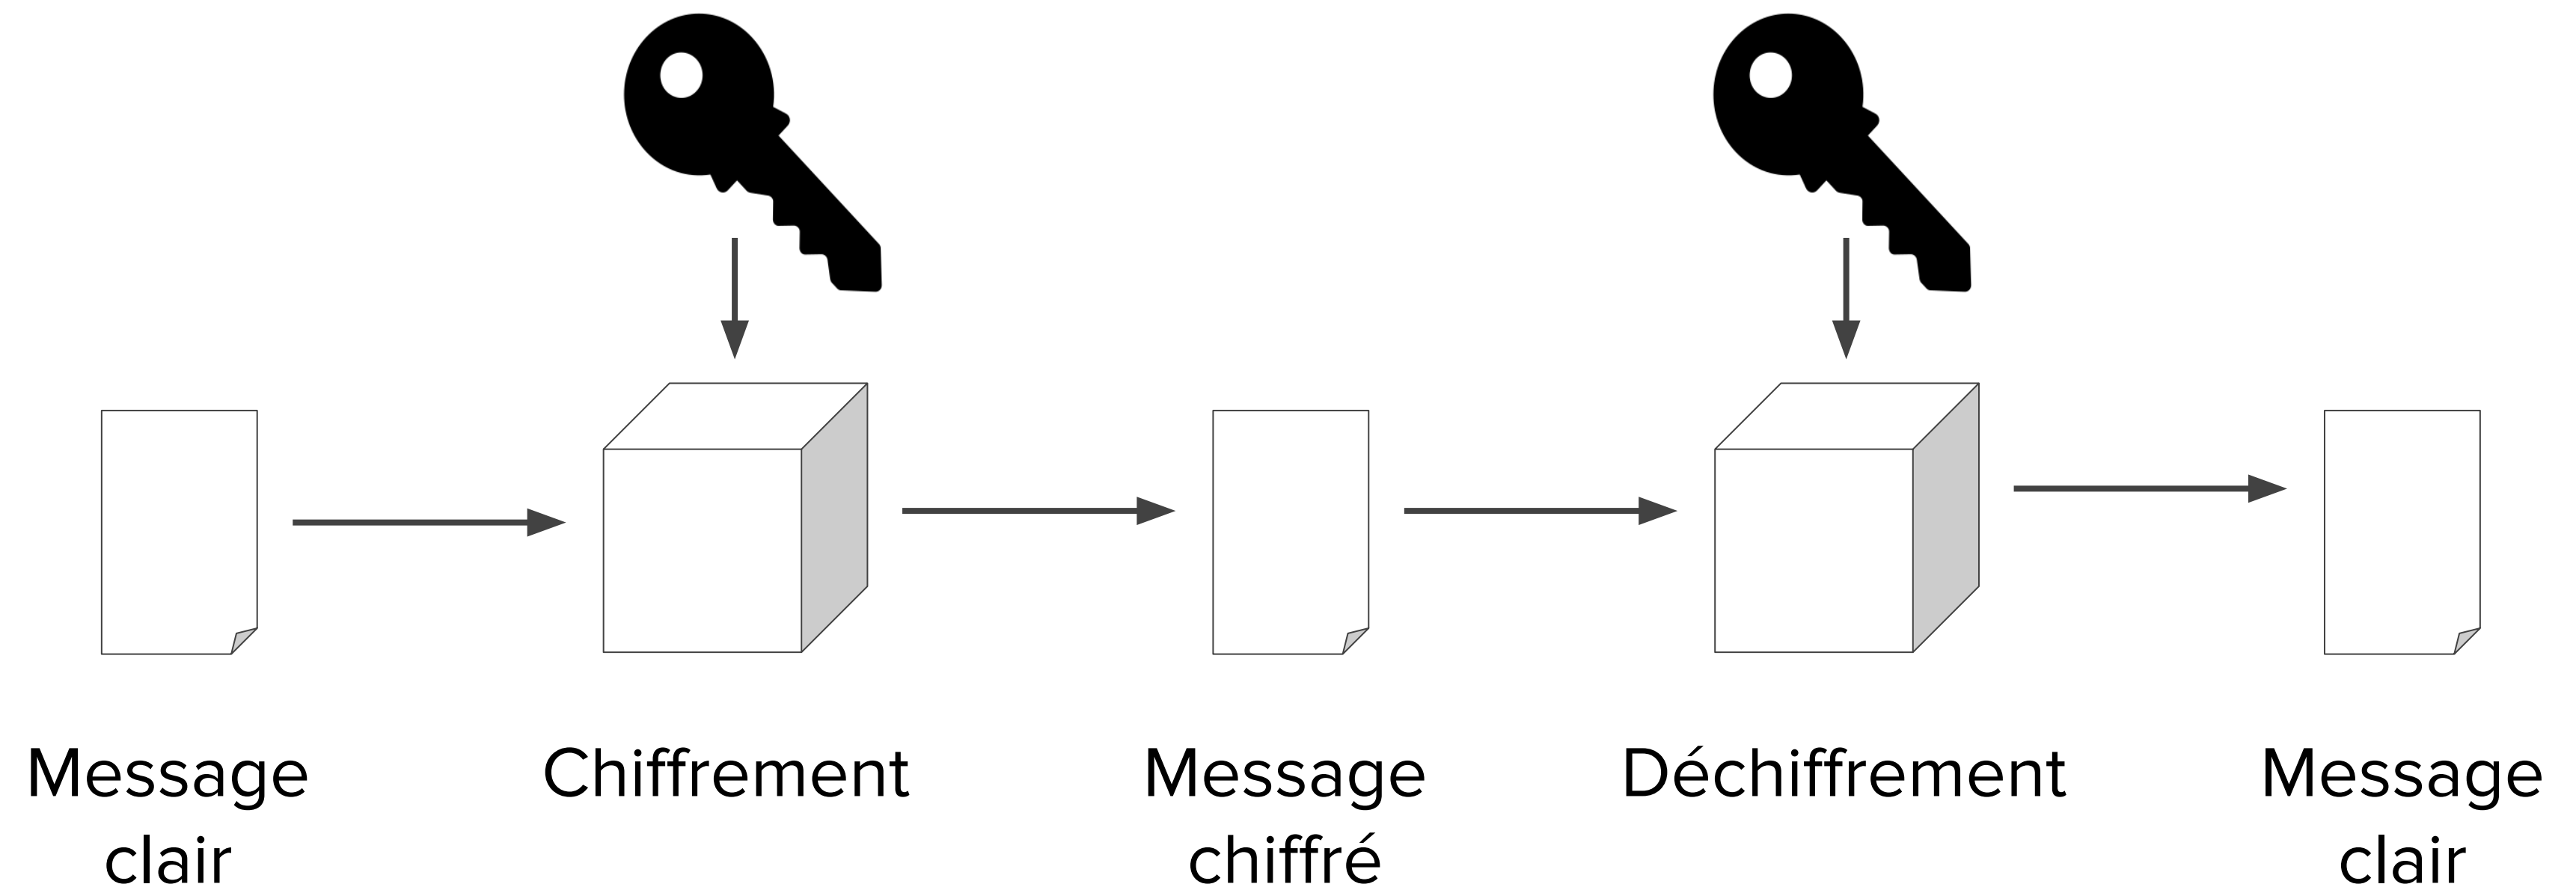 Message
clair
Chiffrement
Message
chiffré
Déchiffrement
Message
clair